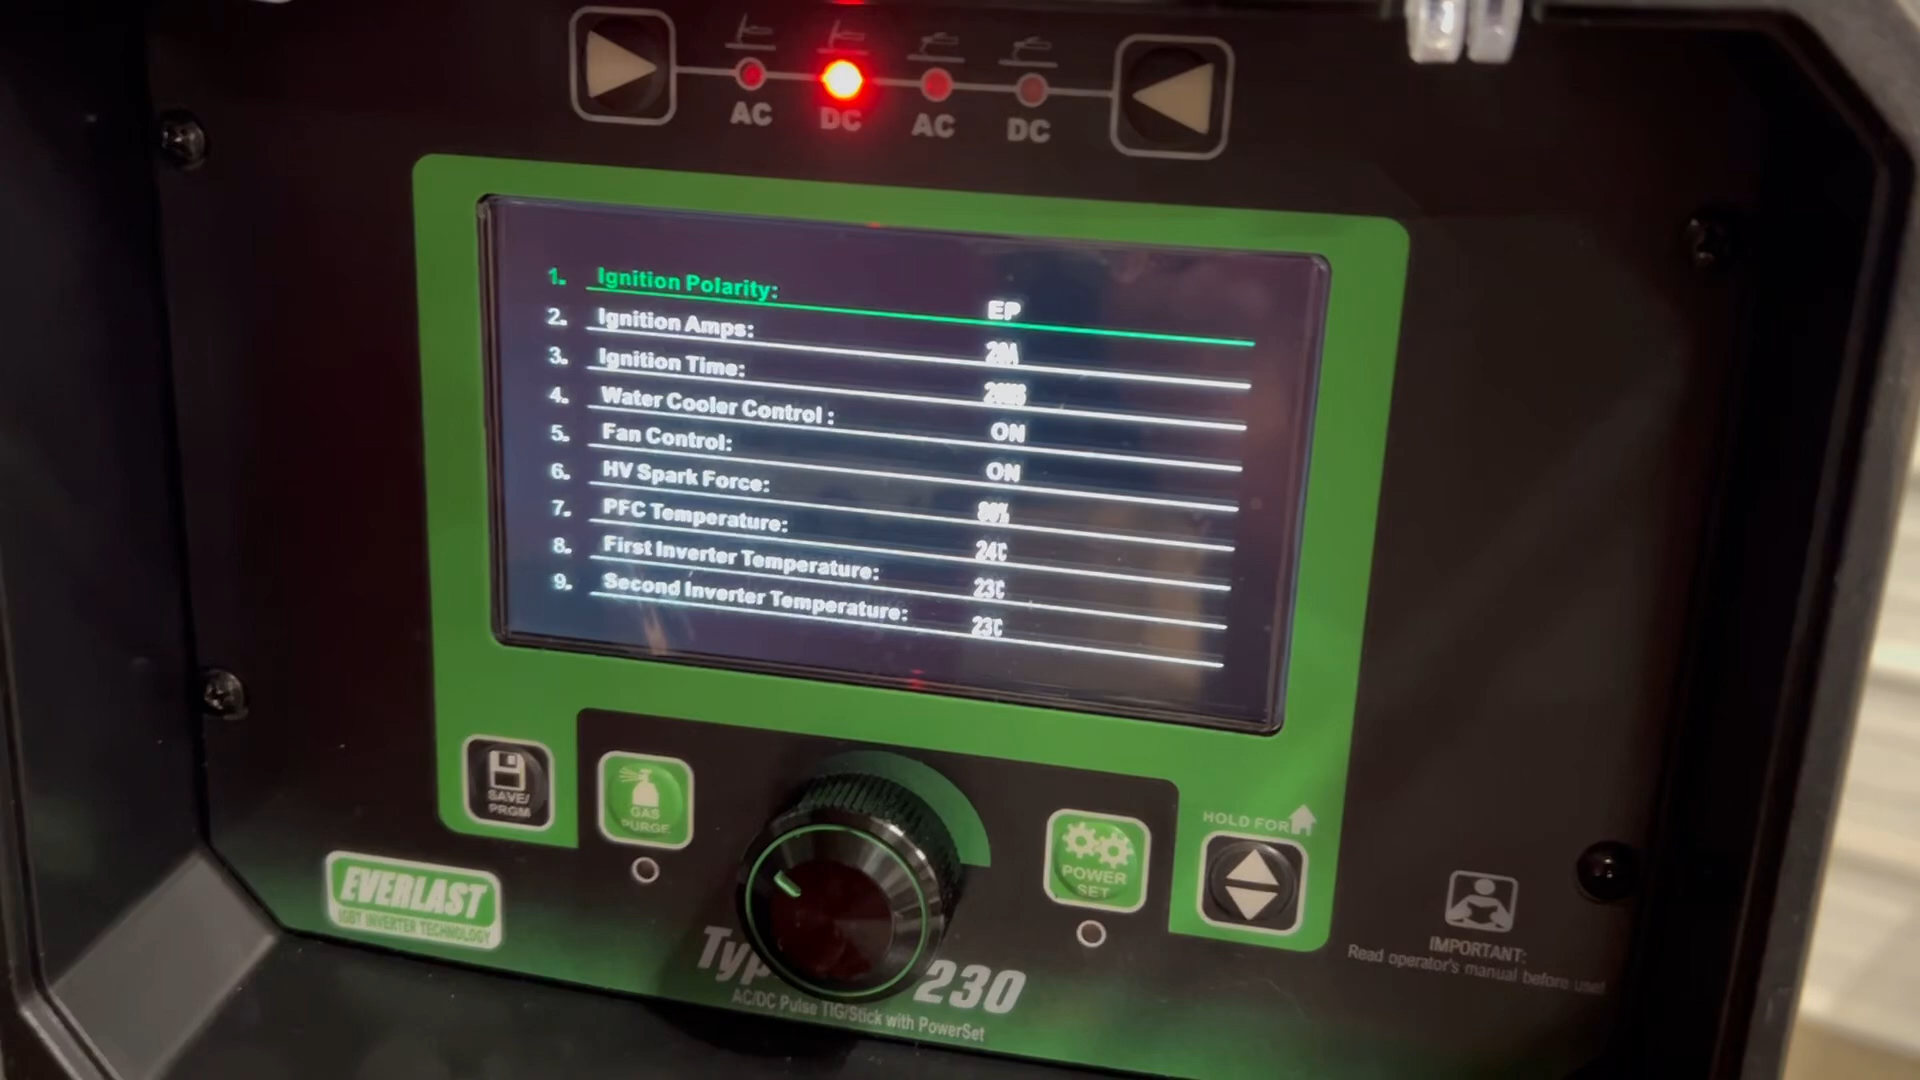 AC DC AC DC
1. Ignition Polarity: EP
2. Ignition Amps: 20A
3. Ignition Time:
4. Water Cooler Control : ON
5. Fan Control: ON
6. HV Spark Force:
7. PFC Temperature: 24C
8. First Inverter Temperature: 23C
9. Second Inverter Temperature: 23C
SAVE/
PRGM
GAS
PURGE
POWER
SET
HOLD FOR
EVERLAST
IGBT INVERTER TECHNOLOGY
Typ 230
AC/DC Pulse TIG/Stick with PowerSet
IMPORTANT:
Read operator's manual before use!